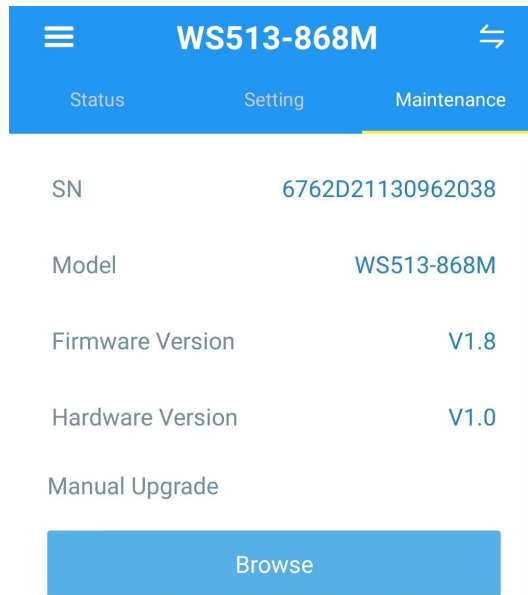 WS513-868M
Status Setting Maintenance
SN 6762D21130962038
Model WS513-868M
Firmware Version V1.8
Hardware Version V1.0
Manual Upgrade
Browse